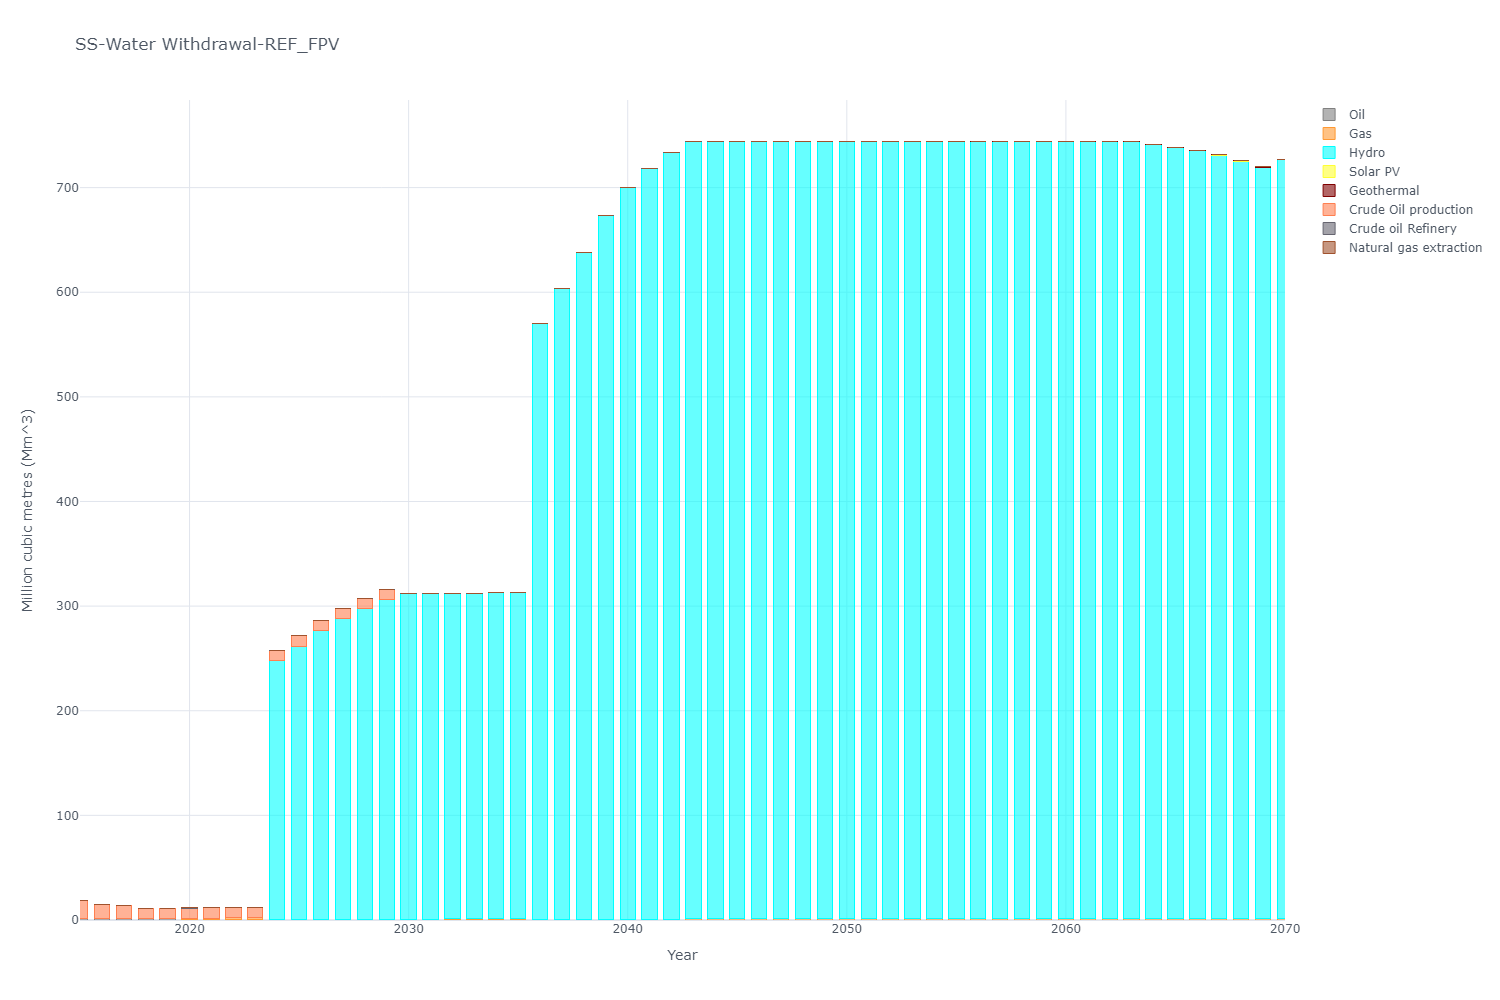 SS-Water Withdrawal-REF_FPV
Oil
Gas
Hydro
Solar PV
Geothermal
Crude Oil production
Crude oil Refinery
Natural gas extraction
Million cubic metres (Mm^3)
700
600
500
400
300
200
100
0
2020
2030
2040
2050
2060
2070
Year